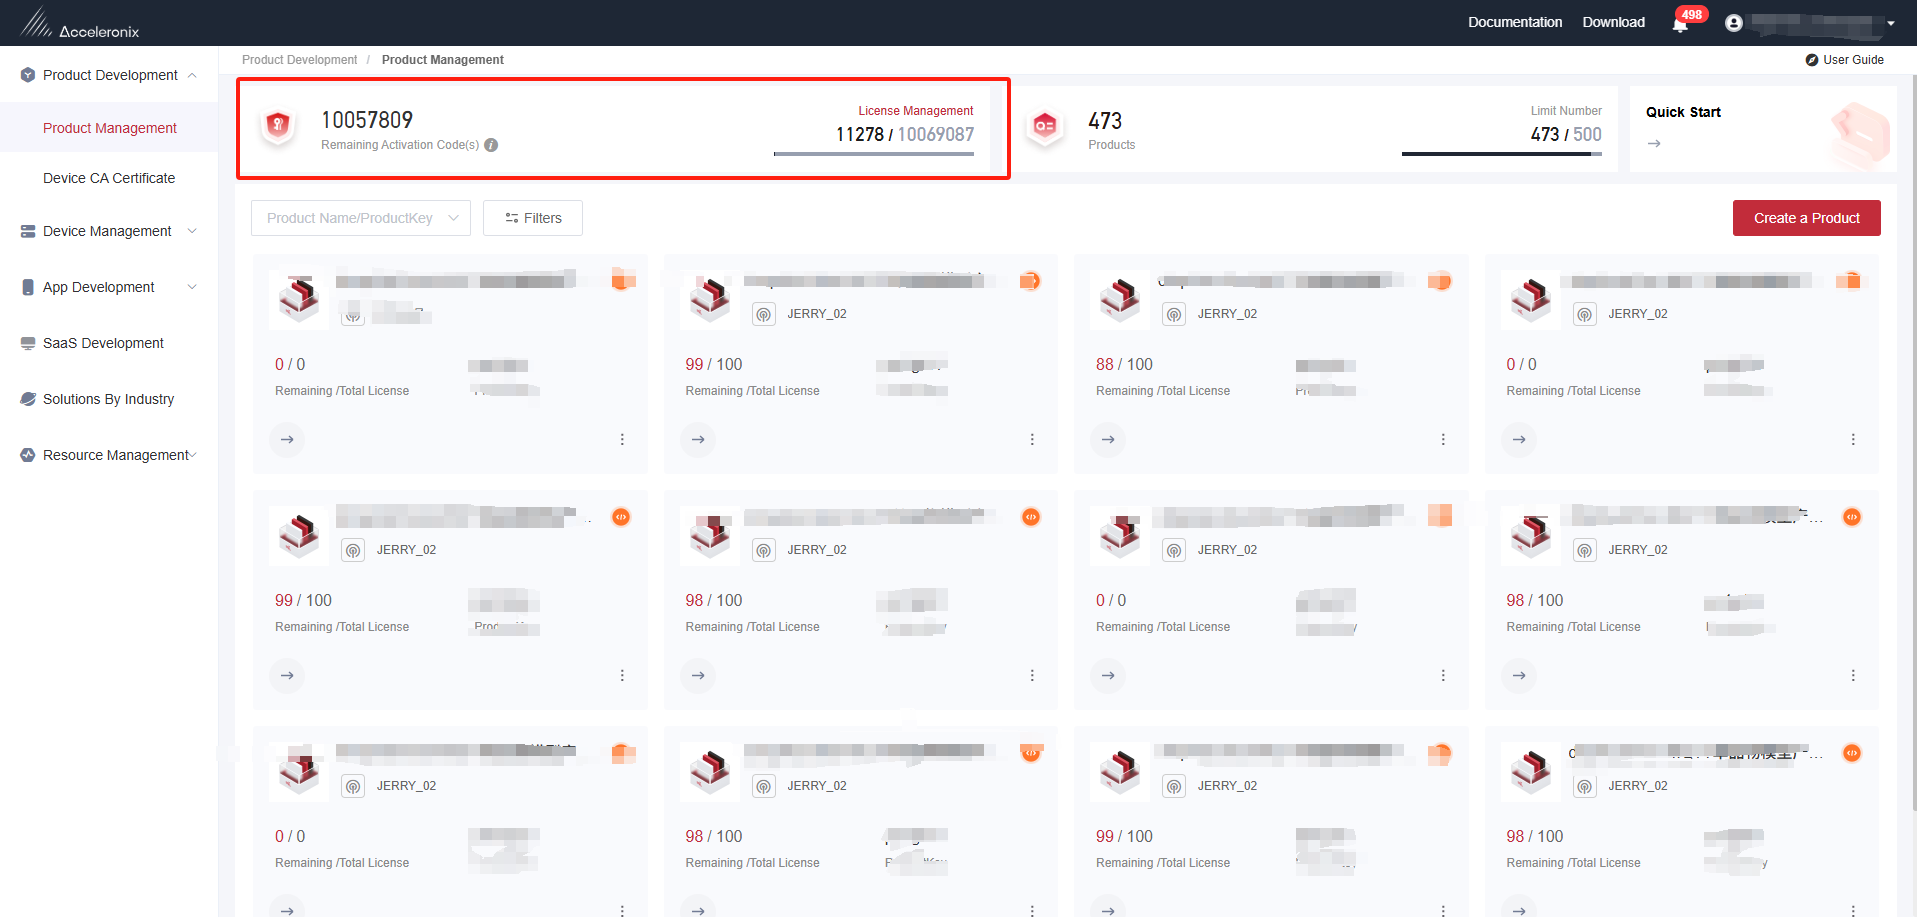 Acceleronix
Documentation
Download
498
Product Development
Product Management
Device CA Certificate
Device Management
App Development
SaaS Development
Solutions By Industry
Resource Management
Product Development / Product Management
User Guide
10057809
Remaining Activation Code(s)
License Management
11278 / 10069087
473
Products
Limit Number
473 / 500
Quick Start
Product Name/ProductKey
Filters
Create a Product
0 / 0
Remaining /Total License
JERRY_02
99 / 100
Remaining /Total License
JERRY_02
88 / 100
Remaining /Total License
JERRY_02
0 / 0
Remaining /Total License
JERRY_02
99 / 100
Remaining /Total License
JERRY_02
98 / 100
Remaining /Total License
JERRY_02
0 / 0
Remaining /Total License
JERRY_02
98 / 100
Remaining /Total License
JERRY_02
0 / 0
Remaining /Total License
JERRY_02
98 / 100
Remaining /Total License
JERRY_02
99 / 100
Remaining /Total License
JERRY_02
98 / 100
Remaining /Total License